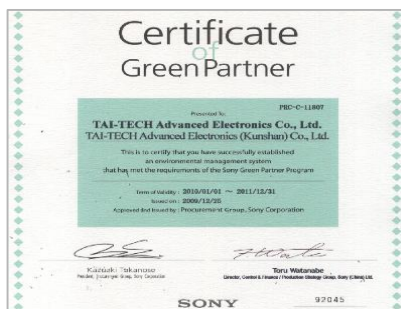 Certificate
of
Green Partner
PRC-C-11807
Presented To:
TAI-TECH Advanced Electronics Co., Ltd.
TAI-TECH Advanced Electronics (Kunshan) Co., Ltd.
This is to certify that you have successfully established
an environmental management system
that has met the requirements of the Sony Green Partner Program
Term of Validity : 2010/01/01 ～ 2011/12/31
Issued on : 2009/12/25
Approved and Issued by : Procurement Group, Sony Corporation
Toru Watanabe
SONY
92045